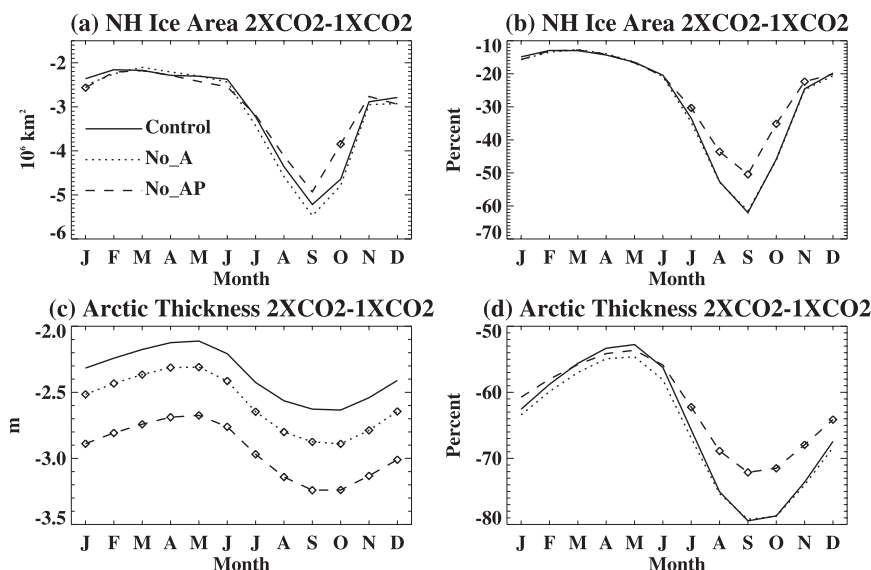 (a) NH Ice Area 2XCO2-1XCO2
-2
-3
-4
-5
-6
10⁶ km²
Control
No_A
No_AP
J F M A M J J A S O N D
Month
(b) NH Ice Area 2XCO2-1XCO2
-10
-20
-30
-40
-50
-60
-70
Percent
J F M A M J J A S O N D
Month
(c) Arctic Thickness 2XCO2-1XCO2
-2.0
-2.5
-3.0
-3.5
m
J F M A M J J A S O N D
Month
(d) Arctic Thickness 2XCO2-1XCO2
-50
-60
-70
-80
Percent
J F M A M J J A S O N D
Month